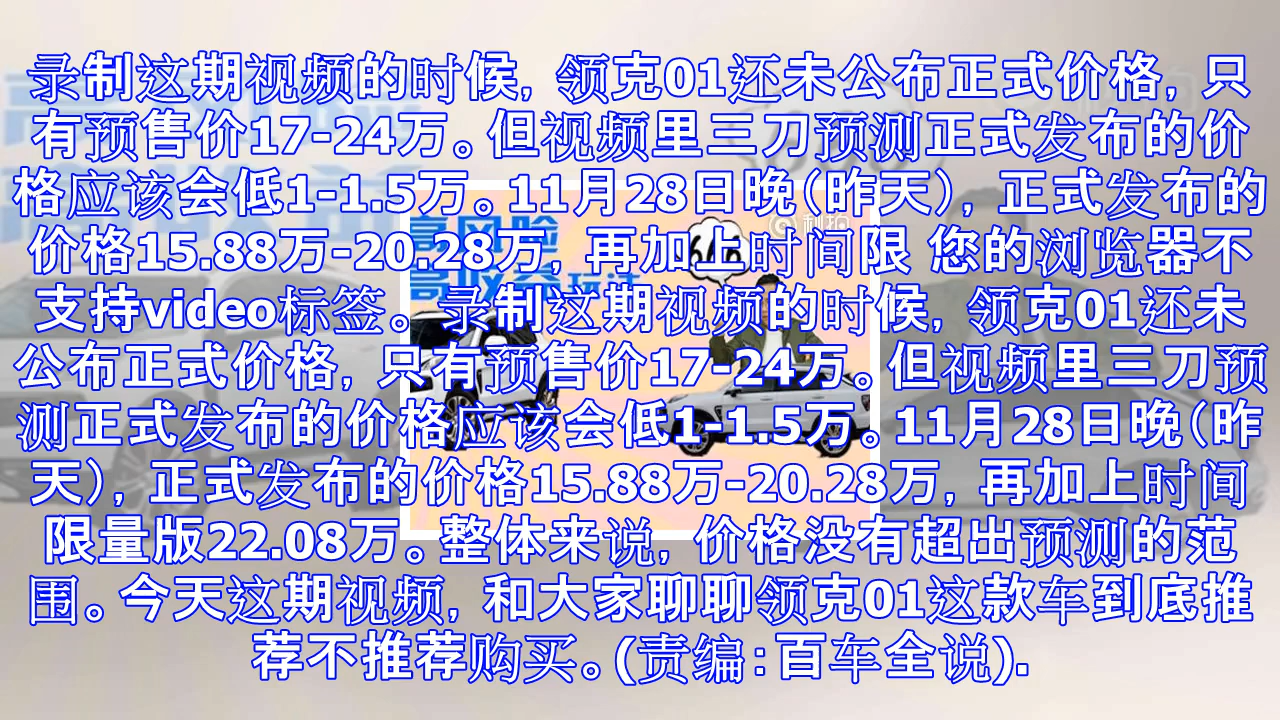 录制这期视频的时候, 领克01还未公布正式价格, 只
有预售价17-24万。但视频里三刀预测正式发布的价
格应该会低1-1.5万。11月28日晚(昨天), 正式发布的
价格15.88万-20.28万, 再加上时间限 您的浏览器不
支持video标签。录制这期视频的时候, 领克01还未
公布正式价格, 只有预售价17-24万。但视频里三刀预
测正式发布的价格应该会低1-1.5万。11月28日晚(昨
天), 正式发布的价格15.88万-20.28万, 再加上时间
限量版22.08万。整体来说, 价格没有超出预测的范
围。今天这期视频, 和大家聊聊领克01这款车到底推
荐不推荐购买。(责编:百车全说).
高风险
高收益玩法
666
秒拍